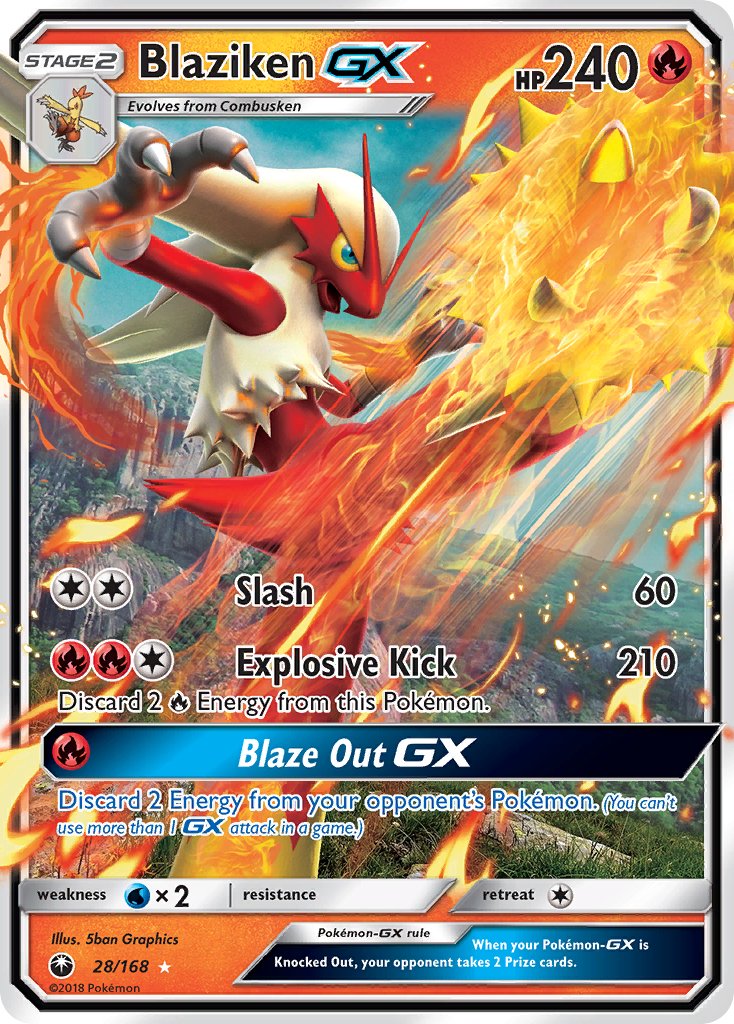 STAGE2 Blaziken GX HP240
Evolves from Combusken
Slash 60
Explosive Kick 210
Discard 2 Energy from this Pokémon.
Blaze Out GX
Discard 2 Energy from your opponent's Pokémon. (You can't
use more than 1 GX attack in a game.)
weakness ×2 resistance retreat
Illus. 5ban Graphics
28/168
©2018 Pokémon
Pokémon-GX rule
When your Pokémon-GX is
Knocked Out, your opponent takes 2 Prize cards.